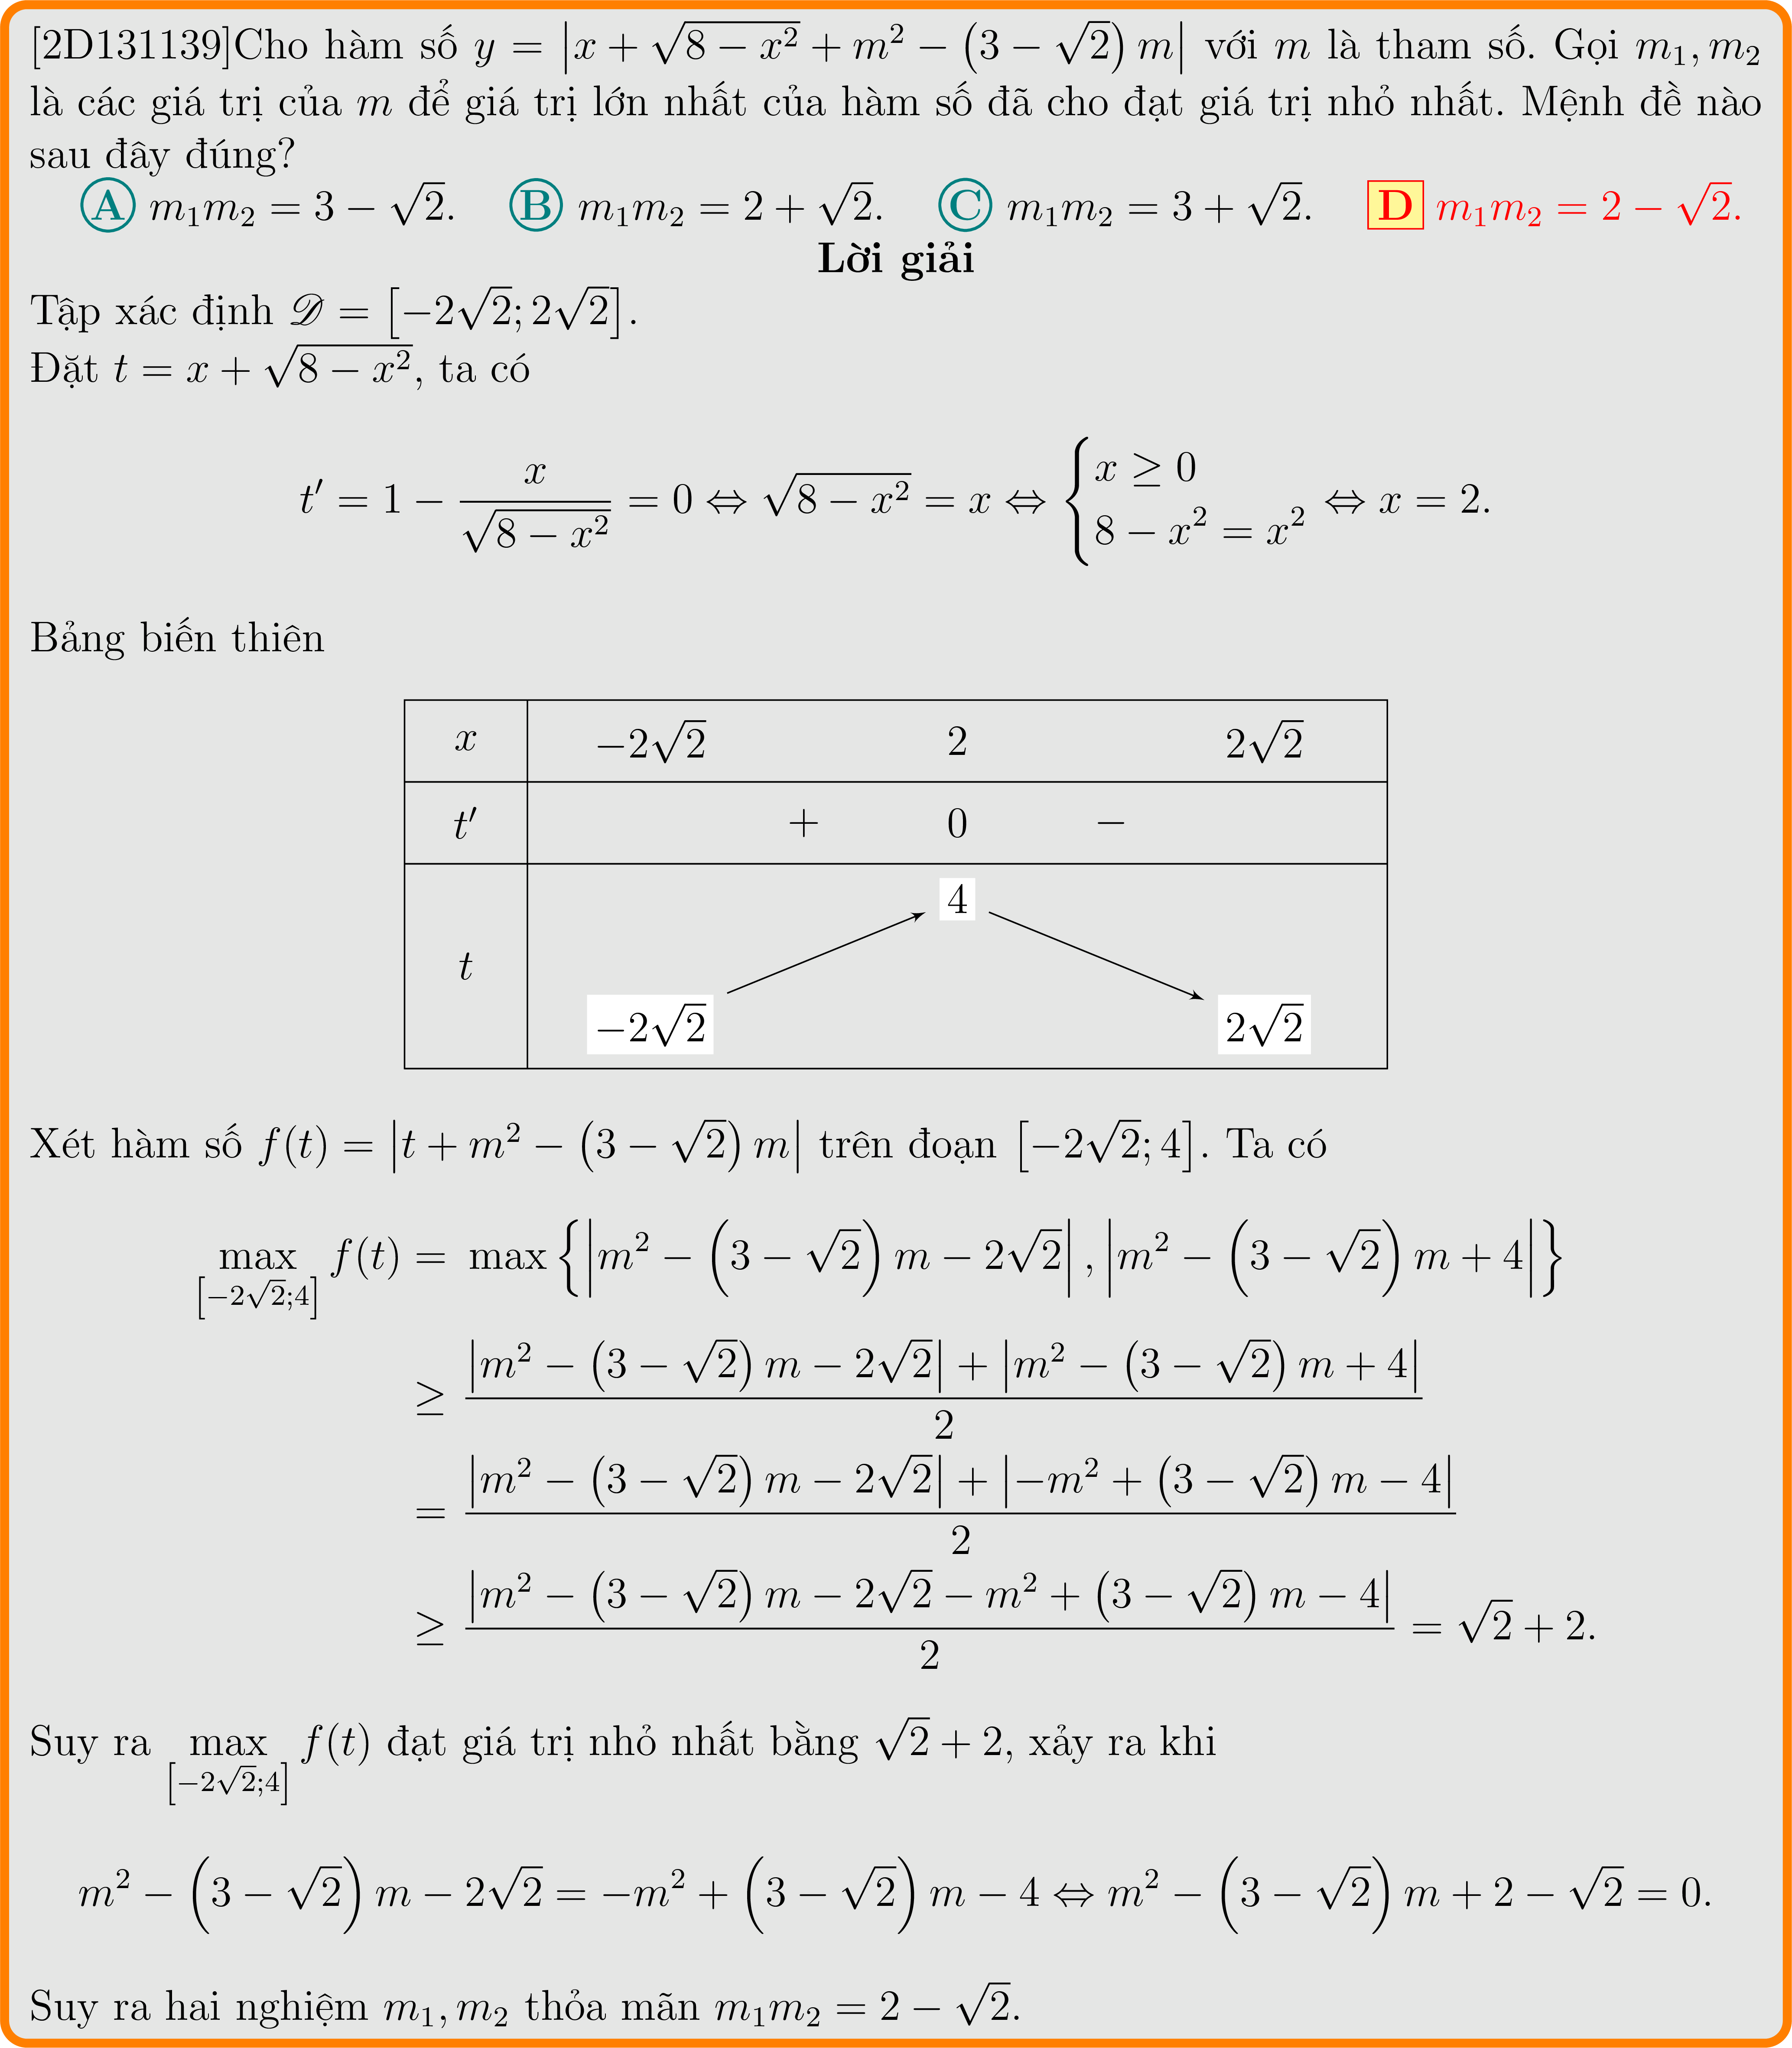 [2D131139]Cho hàm số $y = \left|x + \sqrt{8 - x^2} + m^2 - \left(3 - \sqrt{2}\right)m\right|$ với $m$ là tham số. Gọi $m_1, m_2$
là các giá trị của $m$ để giá trị lớn nhất của hàm số đã cho đạt giá trị nhỏ nhất. Mệnh đề nào
sau đây đúng?
A $m_1m_2 = 3 - \sqrt{2}$. B $m_1m_2 = 2 + \sqrt{2}$. C $m_1m_2 = 3 + \sqrt{2}$. D $m_1m_2 = 2 - \sqrt{2}$.
Lời giải
Tập xác định $\mathscr{D} = \left[-2\sqrt{2}; 2\sqrt{2}\right]$.
Đặt $t = x + \sqrt{8 - x^2}$, ta có
$t' = 1 - \frac{x}{\sqrt{8 - x^2}} = 0 \Leftrightarrow \sqrt{8 - x^2} = x \Leftrightarrow \begin{cases} x \geq 0 \\ 8 - x^2 = x^2 \end{cases} \Leftrightarrow x = 2.$
Bảng biến thiên
$x$ $-2\sqrt{2}$ $2$ $2\sqrt{2}$
$t'$ $+$ $0$ $-$
$4$
$t$
$-2\sqrt{2}$ $2\sqrt{2}$
Xét hàm số $f(t) = \left|t + m^2 - \left(3 - \sqrt{2}\right)m\right|$ trên đoạn $\left[-2\sqrt{2}; 4\right]$. Ta có
$\max\limits_{\left[-2\sqrt{2};4\right]} f(t) = \max\left\{\left|m^2 - \left(3 - \sqrt{2}\right)m - 2\sqrt{2}\right|, \left|m^2 - \left(3 - \sqrt{2}\right)m + 4\right|\right\}$
$\geq \frac{\left|m^2 - \left(3 - \sqrt{2}\right)m - 2\sqrt{2}\right| + \left|m^2 - \left(3 - \sqrt{2}\right)m + 4\right|}{2}$
$= \frac{\left|m^2 - \left(3 - \sqrt{2}\right)m - 2\sqrt{2}\right| + \left|-m^2 + \left(3 - \sqrt{2}\right)m - 4\right|}{2}$
$\geq \frac{\left|m^2 - \left(3 - \sqrt{2}\right)m - 2\sqrt{2} - m^2 + \left(3 - \sqrt{2}\right)m - 4\right|}{2} = \sqrt{2} + 2.$
Suy ra $\max\limits_{\left[-2\sqrt{2};4\right]} f(t)$ đạt giá trị nhỏ nhất bằng $\sqrt{2} + 2$, xảy ra khi
$m^2 - \left(3 - \sqrt{2}\right)m - 2\sqrt{2} = -m^2 + \left(3 - \sqrt{2}\right)m - 4 \Leftrightarrow m^2 - \left(3 - \sqrt{2}\right)m + 2 - \sqrt{2} = 0.$
Suy ra hai nghiệm $m_1, m_2$ thỏa mãn $m_1m_2 = 2 - \sqrt{2}$.